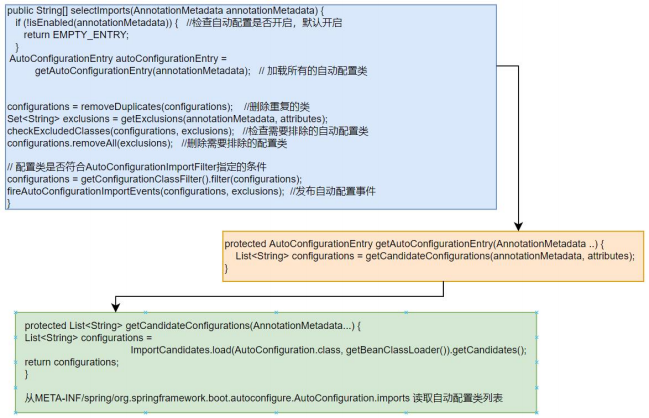 public String[] selectImports(AnnotationMetadata annotationMetadata) {
if (!isEnabled(annotationMetadata)) { //检查自动配置是否开启，默认开启
return EMPTY_ENTRY;
}
AutoConfigurationEntry autoConfigurationEntry =
getAutoConfigurationEntry(annotationMetadata); // 加载所有的自动配置类
configurations = removeDuplicates(configurations); //删除重复的类
Set<String> exclusions = getExclusions(annotationMetadata, attributes);
checkExcludedClasses(configurations, exclusions); //检查需要排除的自动配置类
configurations.removeAll(exclusions); //删除需要排除的配置类
// 配置类是否符合AutoConfigurationImportFilter指定的条件
configurations = getConfigurationClassFilter().filter(configurations);
fireAutoConfigurationImportEvents(configurations, exclusions); //发布自动配置事件
}
protected AutoConfigurationEntry getAutoConfigurationEntry(AnnotationMetadata ..) {
List<String> configurations = getCandidateConfigurations(annotationMetadata, attributes);
}
protected List<String> getCandidateConfigurations(AnnotationMetadata...) {
List<String> configurations =
ImportCandidates.load(AutoConfiguration.class, getBeanClassLoader()).getCandidates();
return configurations;
}
从META-INF/spring/org.springframework.boot.autoconfigure.AutoConfiguration.imports 读取自动配置类列表